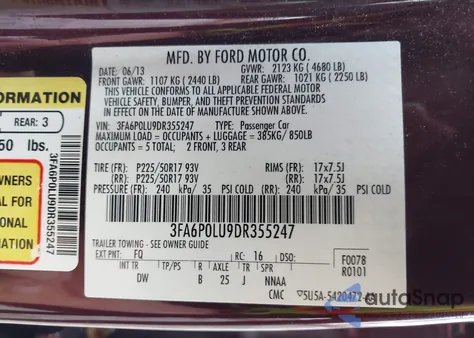 MFD. BY FORD MOTOR CO.
DATE: 06/13 GVWR: 2123 KG ( 4680 LB)
FRONT GAWR: 1107 KG ( 2440 LB) REAR GAWR: 1021 KG ( 2250 LB)
THIS VEHICLE CONFORMS TO ALL APPLICABLE FEDERAL MOTOR
VEHICLE SAFETY, BUMPER, AND THEFT PREVENTION STANDARDS IN
EFFECT ON THE DATE OF MANUFACTURE SHOWN ABOVE.
VIN: 3FA6P0LU9DR355247 TYPE: Passenger Car
MAXIMUM LOAD = OCCUPANTS + LUGGAGE = 385KG/ 850LB
OCCUPANTS = 5 TOTAL: 2 FRONT, 3 REAR
TIRE (FR): P225/50R17 93V RIMS (FR): 17x7.5J
TIRE (RR): P225/50R17 93V (RR): 17x7.5J
PRESSURE (FR): 240 kPa/ 35 PSI COLD (RR): 240 kPa/ 35 PSI COLD
3FA6P0LU9DR355247
TRAILER TOWING - SEE OWNER GUIDE
EXT PNT: FQ RC: 16 DSO: F0078
R0101
INT TR TP/PS R AXLE TR SPR
DW B 25 J NNAA
CMC
ORMATION
REAR: 3
50 lbs.
3FA6P0LU9DR355247
WNERS
AL FOR
TIONAL
MATION
autoSnap